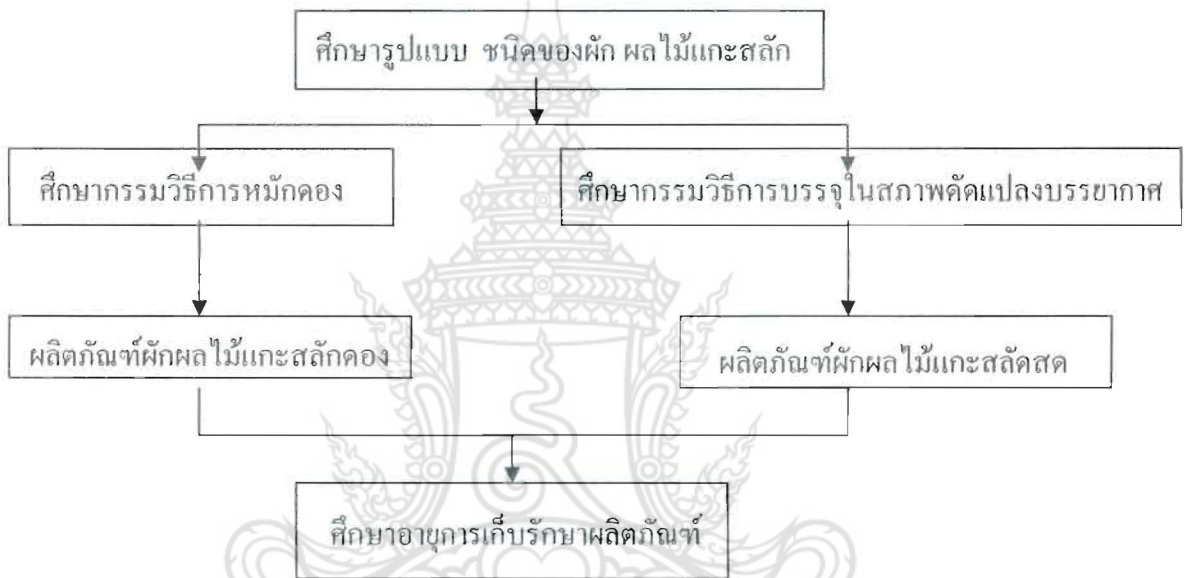 ศึกษารูปแบบ ชนิดของผัก ผลไม้แกะสลัก
ศึกษากรรมวิธีการหมักดอง
ศึกษากรรมวิธีการบรรจุในสภาพดัดแปลงบรรยากาศ
ผลิตภัณฑ์ผักผลไม้แกะสลักดอง
ผลิตภัณฑ์ผักผลไม้แกะสลัดสด
ศึกษาอายุการเก็บรักษาผลิตภัณฑ์